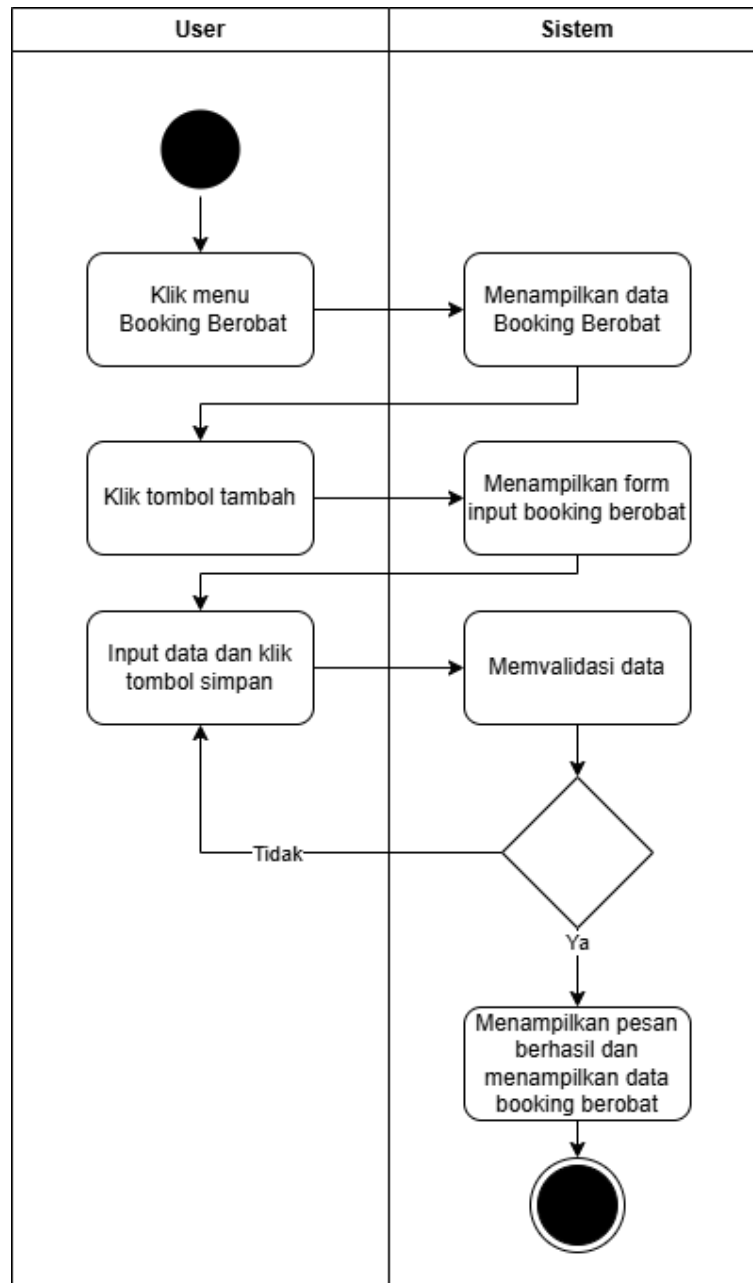 User
Sistem
Klik menu
Booking Berobat
Menampilkan data
Booking Berobat
Klik tombol tambah
Menampilkan form
input booking berobat
Input data dan klik
tombol simpan
Memvalidasi data
Tidak
Ya
Menampilkan pesan
berhasil dan
menampilkan data
booking berobat